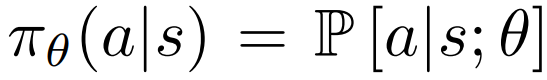 π_θ(a|s) = ℙ[a|s; θ]